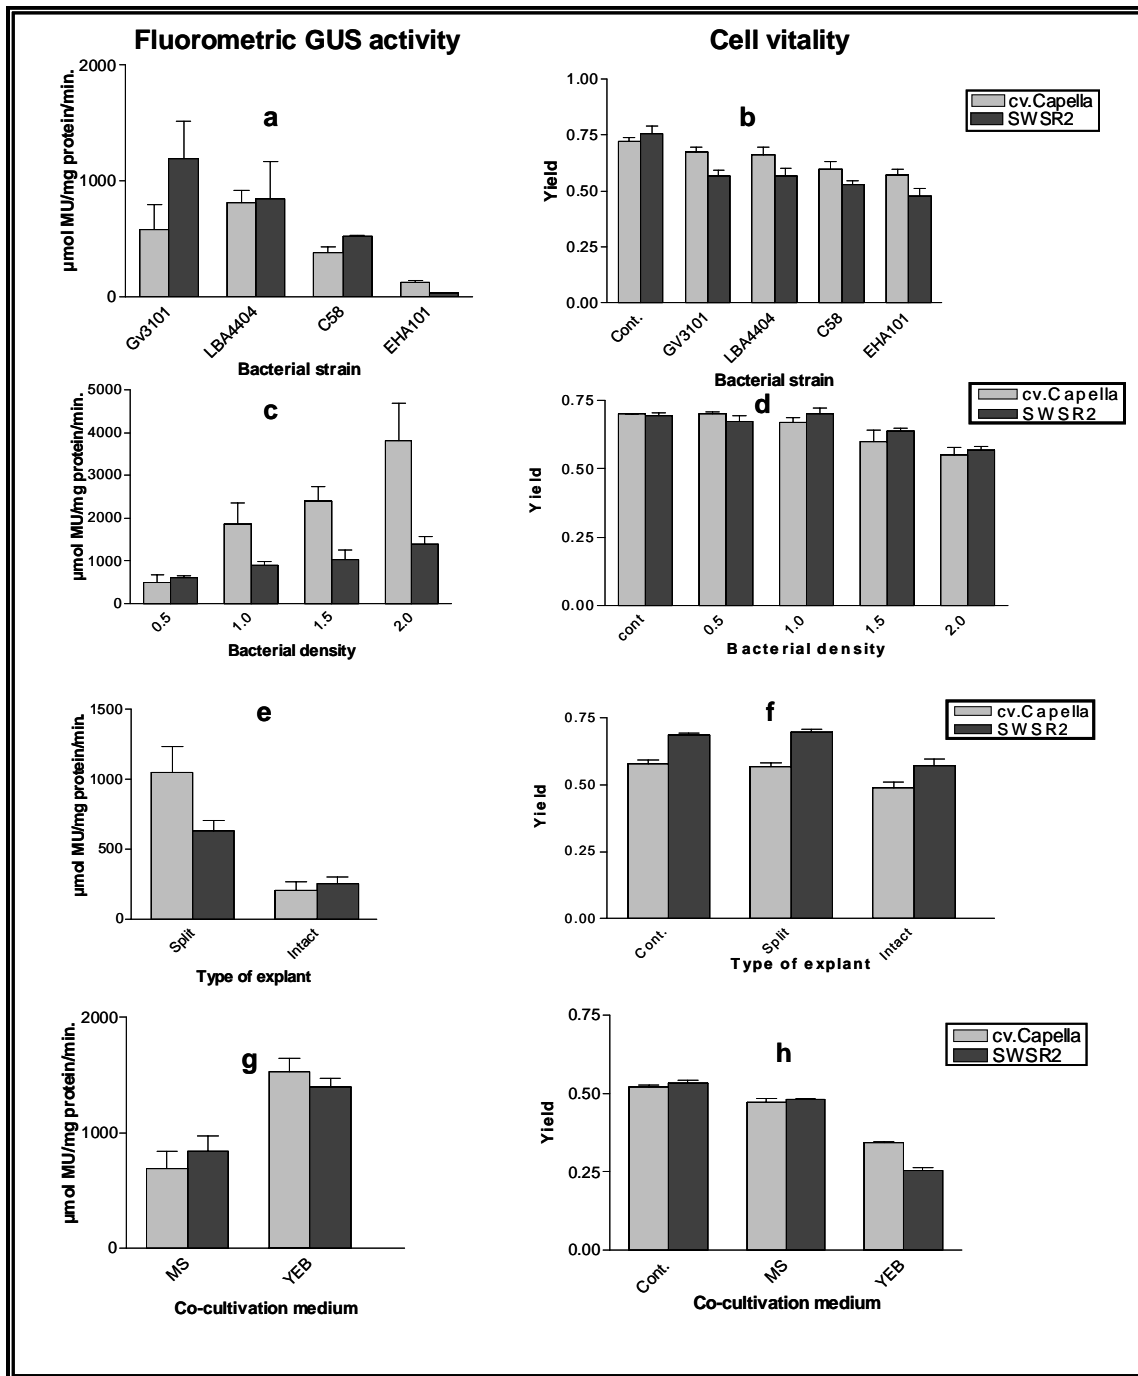 Fluorometric GUS activity
Cell vitality
a
µmol MU/mg protein/min.
2000
1000
0
GV3101
LBA4404
C58
EHA101
Bacterial strain
b
Yield
1.00
0.75
0.50
0.25
0.00
Cont.
GV3101
LBA4404
C58
EHA101
Bacterial strain
cv.Capella
SWSR2
c
µmol MU/mg protein/min.
5000
4000
3000
2000
1000
0
0.5
1.0
1.5
2.0
Bacterial density
d
Yield
0.75
0.50
0.25
0.00
cont
0.5
1.0
1.5
2.0
Bacterial density
cv.Capella
SWSR2
e
µmol MU/mg protein/min.
1500
1000
500
0
Split
Intact
Type of explant
f
Yield
0.75
0.50
0.25
0.00
Cont.
Split
Intact
Type of explant
cv.Capella
SWSR2
g
µmol MU/mg protein/min.
2000
1000
0
MS
YEB
Co-cultivation medium
h
Yield
0.75
0.50
0.25
0.00
Cont.
MS
YEB
Co-cultivation medium
cv.Capella
SWSR2